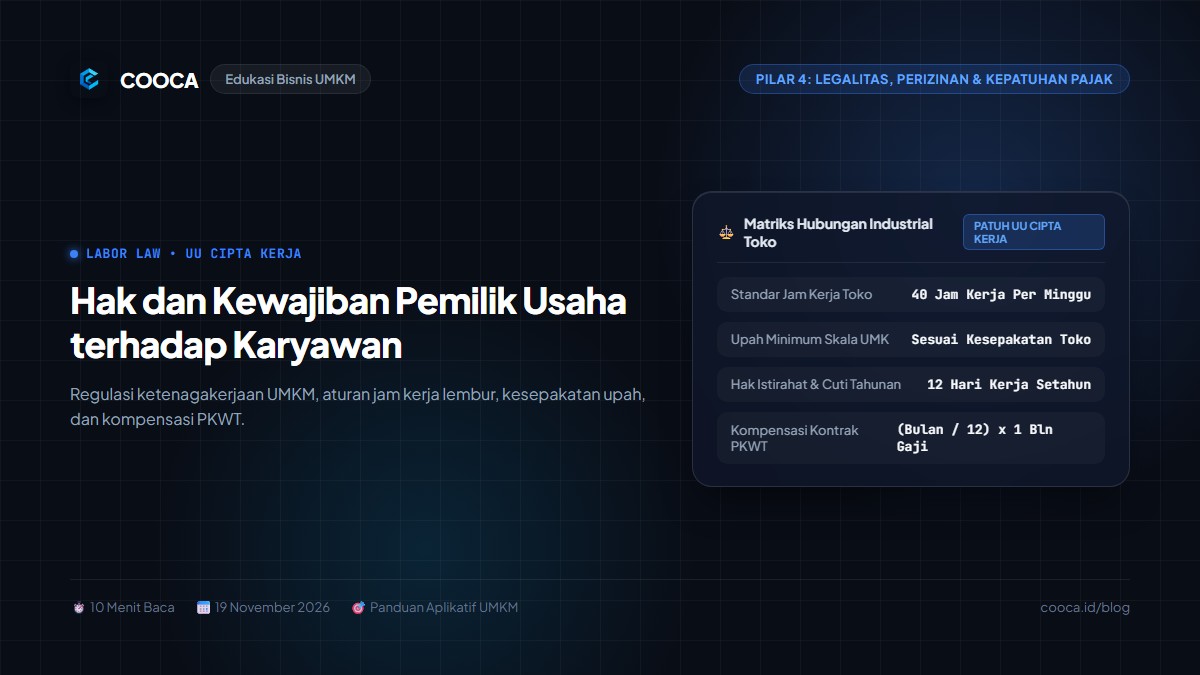 COOCA
Edukasi Bisnis UMKM
PILAR 4: LEGALITAS, PERIZINAN & KEPATUHAN PAJAK
LABOR LAW • UU CIPTA KERJA
Hak dan Kewajiban Pemilik Usaha
terhadap Karyawan
Regulasi ketenagakerjaan UMKM, aturan jam kerja lembur, kesepakatan upah,
dan kompensasi PKWT.
Matriks Hubungan Industrial
Toko
PATUH UU CIPTA
KERJA
Standar Jam Kerja Toko
40 Jam Kerja Per Minggu
Upah Minimum Skala UMK
Sesuai Kesepakatan Toko
Hak Istirahat & Cuti Tahunan
12 Hari Kerja Setahun
Kompensasi Kontrak
PKWT
(Bulan / 12) x 1 Bln
Gaji
10 Menit Baca
19 November 2026
Panduan Aplikatif UMKM
cooca.id/blog